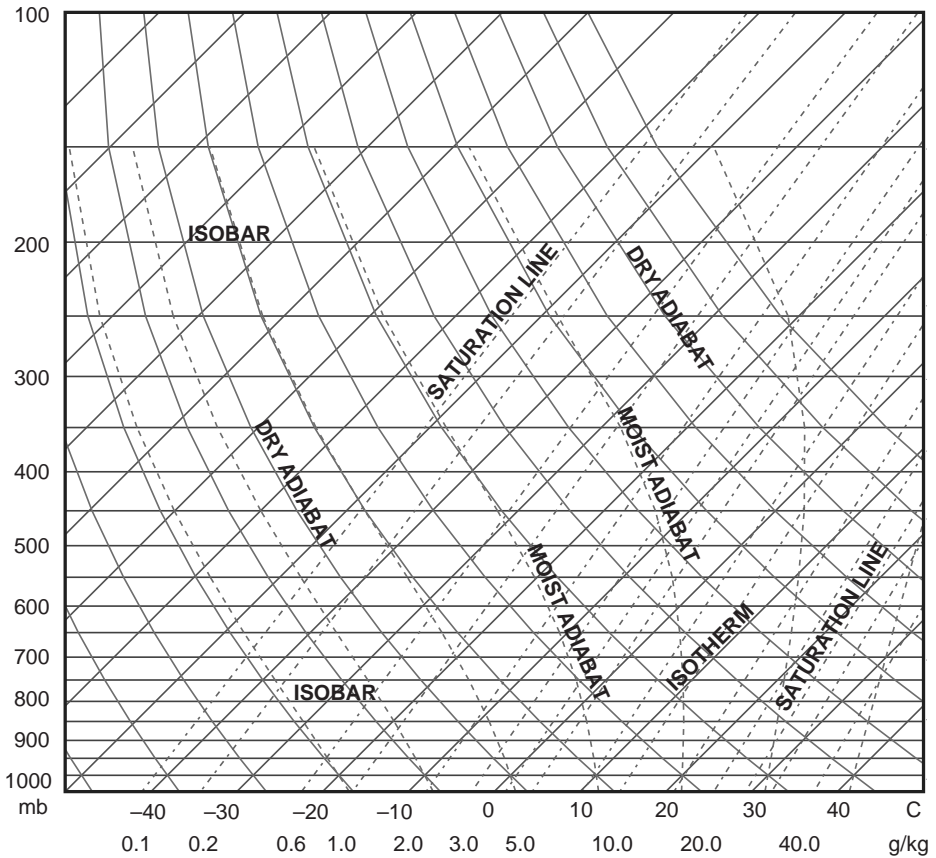 100
ISOBAR
200
SATURATION LINE
DRY ADIABAT
300
DRY ADIABAT
MOIST ADIABAT
400
500
MOIST ADIABAT
SATURATION LINE
600
ISOTHERM
700
ISOBAR
800
900
1000
mb –40 –30 –20 –10 0 10 20 30 40 C
0.1 0.2 0.6 1.0 2.0 3.0 5.0 10.0 20.0 40.0 g/kg